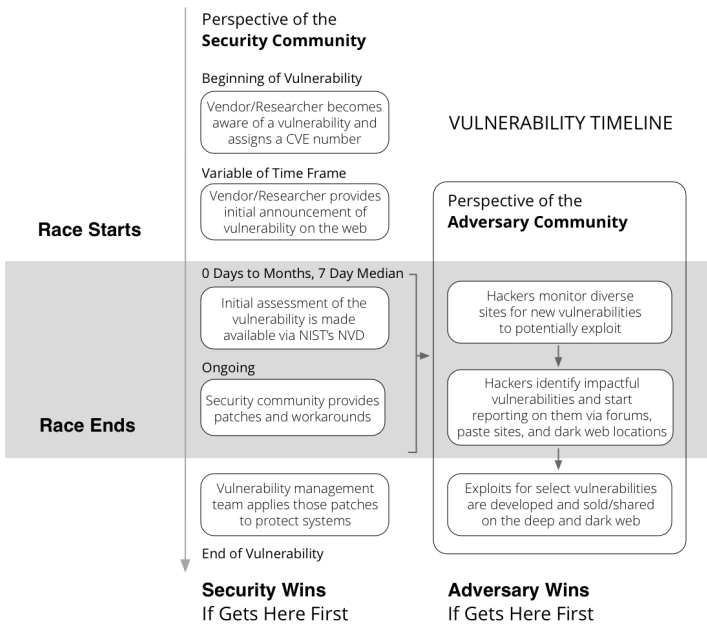 Perspective of the
Security Community
Beginning of Vulnerability
Vendor/Researcher becomes
aware of a vulnerability and
assigns a CVE number
VULNERABILITY TIMELINE
Variable of Time Frame
Vendor/Researcher provides
initial announcement of
vulnerability on the web
Race Starts
Perspective of the
Adversary Community
0 Days to Months, 7 Day Median
Initial assessment of the
vulnerability is made
available via NIST's NVD
Hackers monitor diverse
sites for new vulnerabilities
to potentially exploit
Ongoing
Security community provides
patches and workarounds
Race Ends
Hackers identify impactful
vulnerabilities and start
reporting on them via forums,
paste sites, and dark web locations
Vulnerability management
team applies those patches
to protect systems
Exploits for select vulnerabilities
are developed and sold/shared
on the deep and dark web
End of Vulnerability
Security Wins
If Gets Here First
Adversary Wins
If Gets Here First